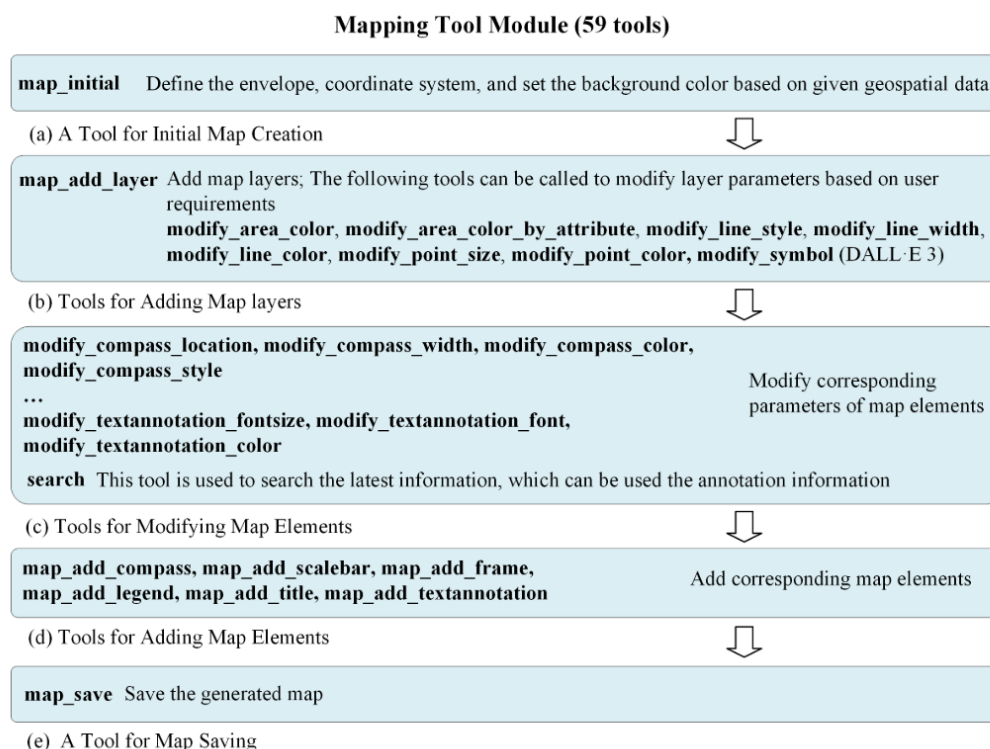 Mapping Tool Module (59 tools)
map_initial Define the envelope, coordinate system, and set the background color based on given geospatial data
(a) A Tool for Initial Map Creation
map_add_layer Add map layers; The following tools can be called to modify layer parameters based on user
requirements
modify_area_color, modify_area_color_by_attribute, modify_line_style, modify_line_width,
modify_line_color, modify_point_size, modify_point_color, modify_symbol (DALL·E 3)
(b) Tools for Adding Map layers
modify_compass_location, modify_compass_width, modify_compass_color,
modify_compass_style
…
modify_textannotation_fontsize, modify_textannotation_font,
modify_textannotation_color
Modify corresponding
parameters of map elements
search This tool is used to search the latest information, which can be used the annotation information
(c) Tools for Modifying Map Elements
map_add_compass, map_add_scalebar, map_add_frame,
map_add_legend, map_add_title, map_add_textannotation
Add corresponding map elements
(d) Tools for Adding Map Elements
map_save Save the generated map
(e) A Tool for Map Saving